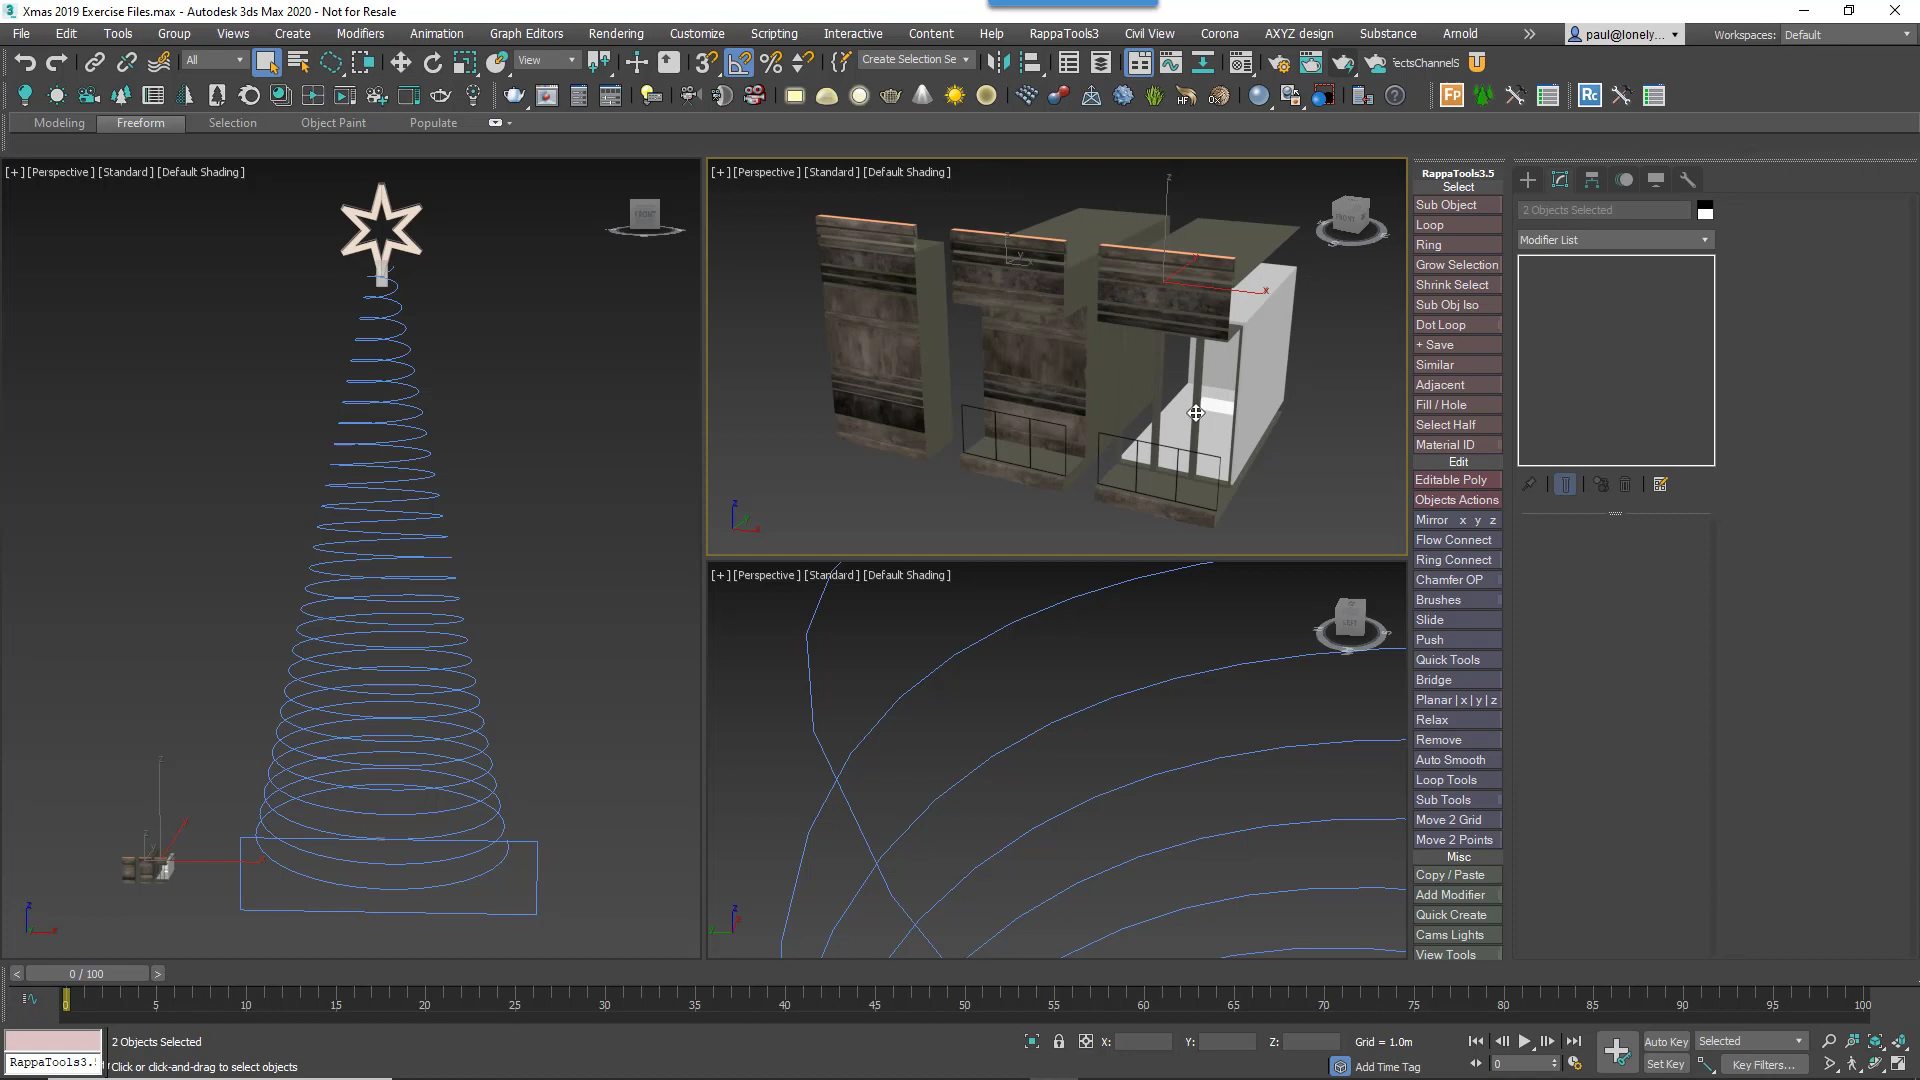 Xmas 2019 Exercise Files.max - Autodesk 3ds Max 2020 - Not for Resale
File Edit Tools Group Views Create Modifiers Animation Graph Editors Rendering Customize Scripting Interactive Content Help RappaTools3 Civil View Corona AXYZ design Substance Arnold
paul@lonely... Workspaces: Default
All View Create Selection Se ectsChannelS
Fp Rc
Modeling Freeform Selection Object Paint Populate
[+] [Perspective] [Standard] [Default Shading]
FRONT
[+] [Perspective] [Standard] [Default Shading]
FRONT
[+] [Perspective] [Standard] [Default Shading]
LEFT
RappaTools3.5
Select
Sub Object
Loop
Ring
Grow Selection
Shrink Select
Sub Obj Iso
Dot Loop
+ Save
Similar
Adjacent
Fill / Hole
Select Half
Material ID
Edit
Editable Poly
Objects Actions
Mirror x y z
Flow Connect
Ring Connect
Chamfer OP
Brushes
Slide
Push
Quick Tools
Bridge
Planar | x | y | z
Relax
Remove
Auto Smooth
Loop Tools
Sub Tools
Move 2 Grid
Move 2 Points
Misc
Copy / Paste
Add Modifier
Quick Create
Cams Lights
View Tools
2 Objects Selected
Modifier List
0 / 100
0 5 10 15 20 25 30 35 40 45 50 55 60 65 70 75 80 85 90 95 100
2 Objects Selected
X: Y: Z: Grid = 1.0m
Auto Key Selected
RappaTools3.
Click or click-and-drag to select objects
Add Time Tag
0
Set Key Key Filters...